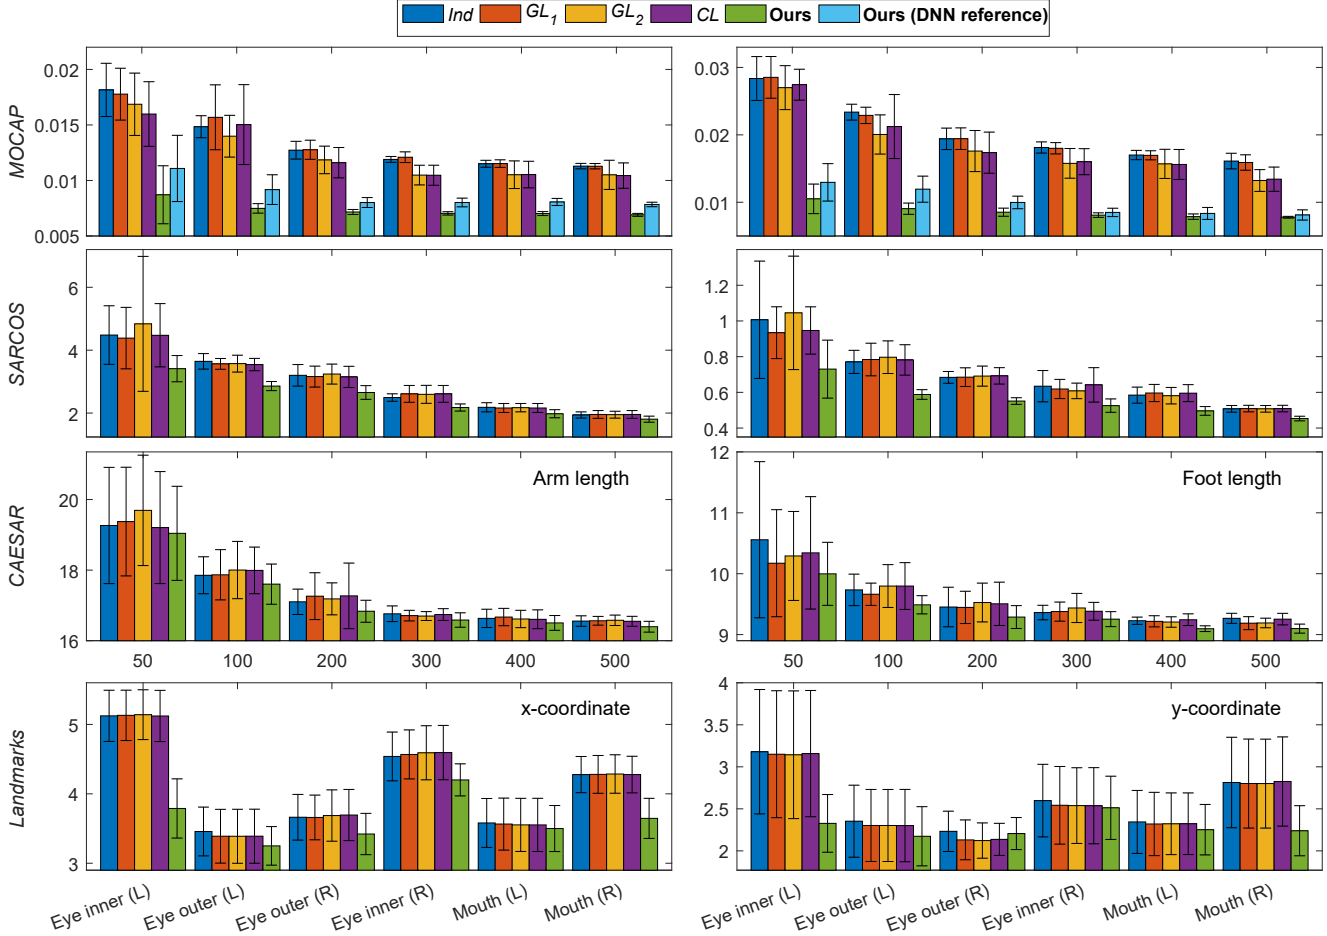 Ind GL1 GL2 CL Ours Ours (DNN reference)
MOCAP
0.02
0.015
0.01
0.005
0.03
0.02
0.01
SARCOS
6
4
2
1.2
1
0.8
0.6
0.4
CAESAR
Arm length
20
18
16
50 100 200 300 400 500
Foot length
12
11
10
9
50 100 200 300 400 500
Landmarks
x-coordinate
5
4
3
Eye inner (L) Eye outer (L) Eye outer (R) Eye inner (R) Mouth (L) Mouth (R)
y-coordinate
4
3.5
3
2.5
2
Eye inner (L) Eye outer (L) Eye outer (R) Eye inner (R) Mouth (L) Mouth (R)